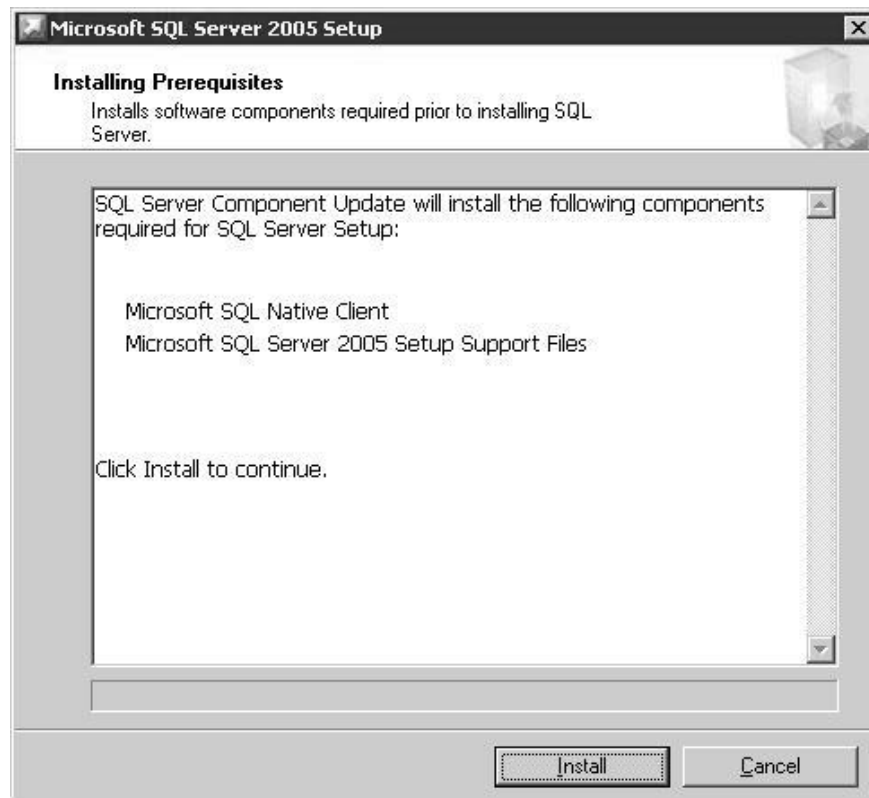 Microsoft SQL Server 2005 Setup
Installing Prerequisites
Installs software components required prior to installing SQL
Server.
SQL Server Component Update will install the following components
required for SQL Server Setup:
Microsoft SQL Native Client
Microsoft SQL Server 2005 Setup Support Files
Click Install to continue.
Install
Cancel